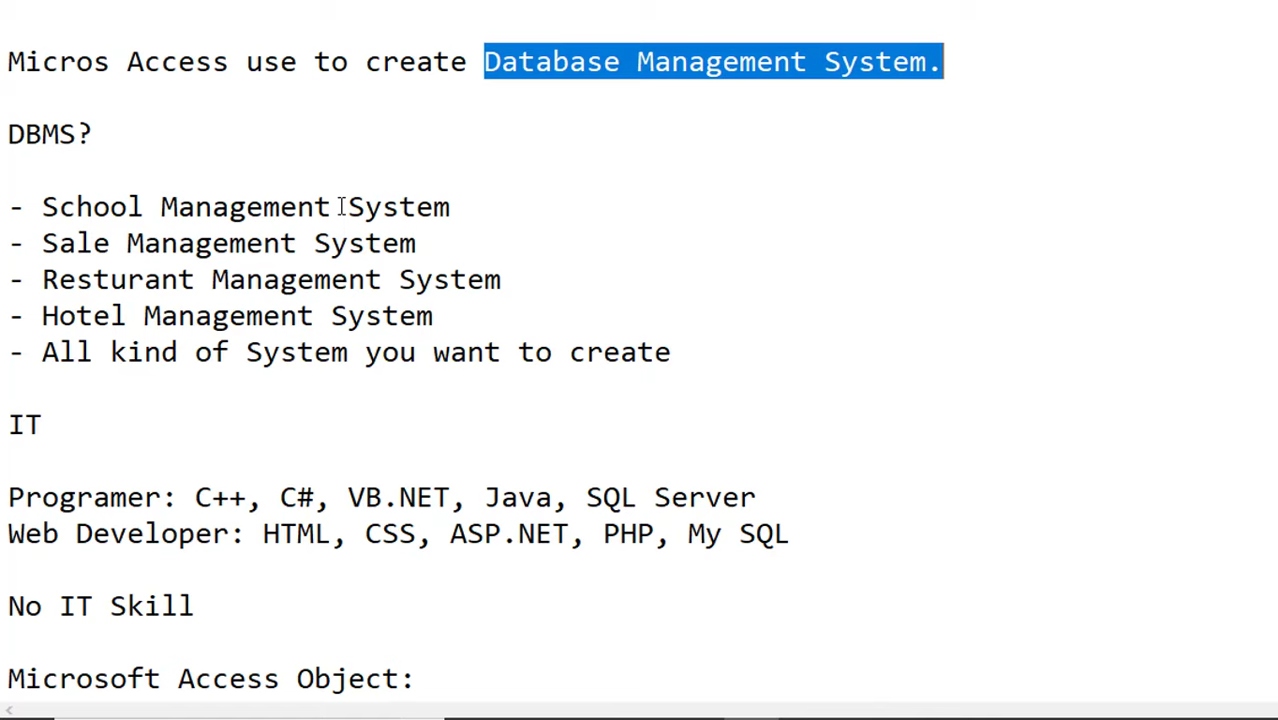 Micros Access use to create Database Management System.
DBMS?
- School Management System
- Sale Management System
- Resturant Management System
- Hotel Management System
- All kind of System you want to create
IT
Programer: C++, C#, VB.NET, Java, SQL Server
Web Developer: HTML, CSS, ASP.NET, PHP, My SQL
No IT Skill
Microsoft Access Object: